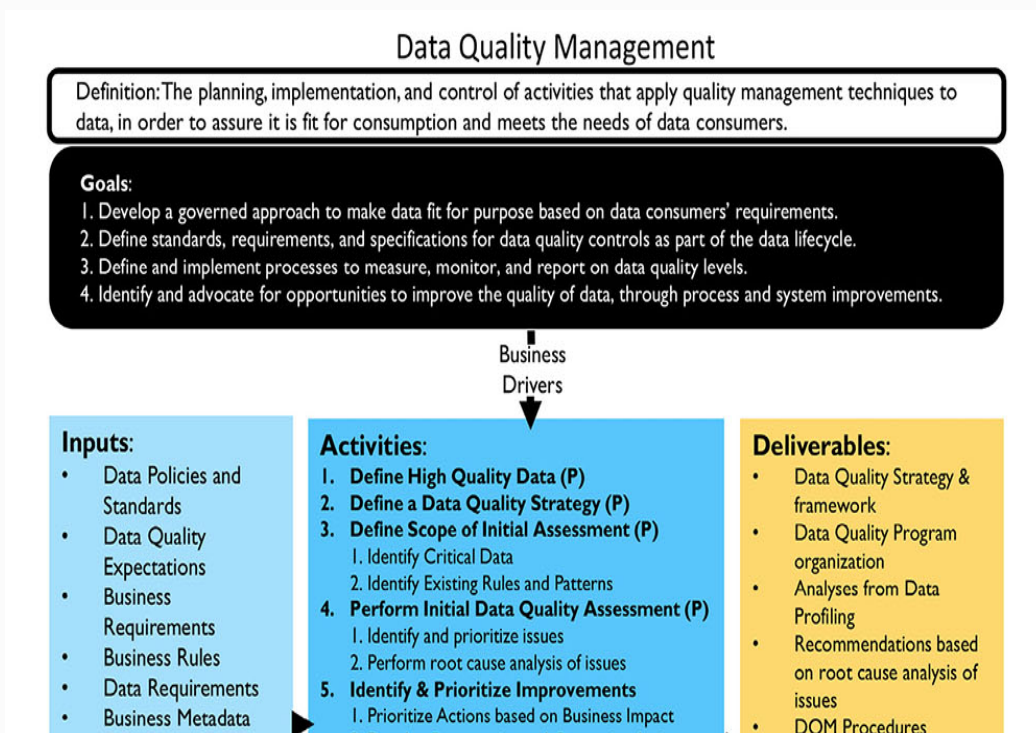 Data Quality Management
Definition: The planning, implementation, and control of activities that apply quality management techniques to
data, in order to assure it is fit for consumption and meets the needs of data consumers.
Goals:
1. Develop a governed approach to make data fit for purpose based on data consumers' requirements.
2. Define standards, requirements, and specifications for data quality controls as part of the data lifecycle.
3. Define and implement processes to measure, monitor, and report on data quality levels.
4. Identify and advocate for opportunities to improve the quality of data, through process and system improvements.
Business
Drivers
Inputs:
• Data Policies and
Standards
• Data Quality
Expectations
• Business
Requirements
• Business Rules
• Data Requirements
• Business Metadata
Activities:
1. Define High Quality Data (P)
2. Define a Data Quality Strategy (P)
3. Define Scope of Initial Assessment (P)
1. Identify Critical Data
2. Identify Existing Rules and Patterns
4. Perform Initial Data Quality Assessment (P)
1. Identify and prioritize issues
2. Perform root cause analysis of issues
5. Identify & Prioritize Improvements
1. Prioritize Actions based on Business Impact
Deliverables:
• Data Quality Strategy &
framework
• Data Quality Program
organization
• Analyses from Data
Profiling
• Recommendations based
on root cause analysis of
issues
• DQM Procedures